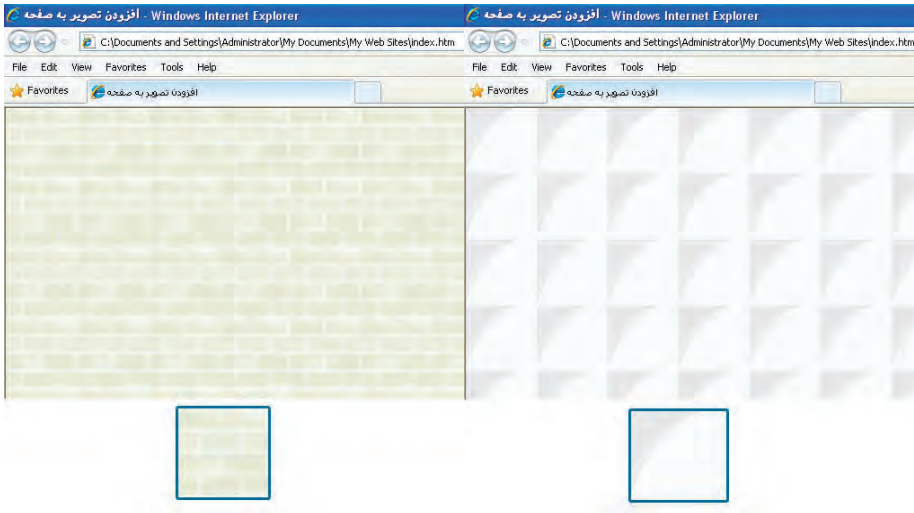 افزودن تصویر به صفحه - Windows Internet Explorer
C:\Documents and Settings\Administrator\My Documents\My Web Sites\index.htm
File Edit View Favorites Tools Help
Favorites افزودن تصویر به صفحه
افزودن تصویر به صفحه - Windows Internet Explorer
C:\Documents and Settings\Administrator\My Documents\My Web Sites\index.htm
File Edit View Favorites Tools Help
Favorites افزودن تصویر به صفحه